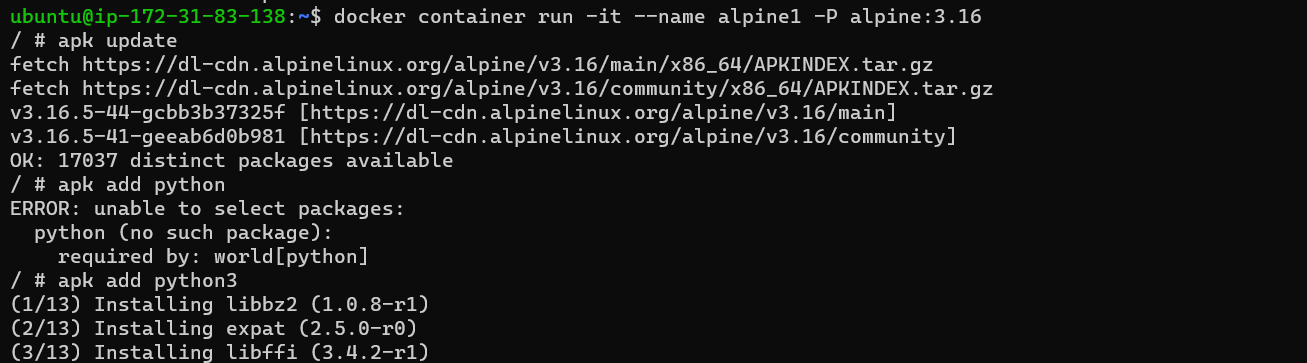 ubuntu@ip-172-31-83-138:~$ docker container run -it --name alpine1 -P alpine:3.16
/ # apk update
fetch https://dl-cdn.alpinelinux.org/alpine/v3.16/main/x86_64/APKINDEX.tar.gz
fetch https://dl-cdn.alpinelinux.org/alpine/v3.16/community/x86_64/APKINDEX.tar.gz
v3.16.5-44-gcbb3b37325f [https://dl-cdn.alpinelinux.org/alpine/v3.16/main]
v3.16.5-41-geeab6d0b981 [https://dl-cdn.alpinelinux.org/alpine/v3.16/community]
OK: 17037 distinct packages available
/ # apk add python
ERROR: unable to select packages:
  python (no such package):
    required by: world[python]
/ # apk add python3
(1/13) Installing libbz2 (1.0.8-r1)
(2/13) Installing expat (2.5.0-r0)
(3/13) Installing libffi (3.4.2-r1)